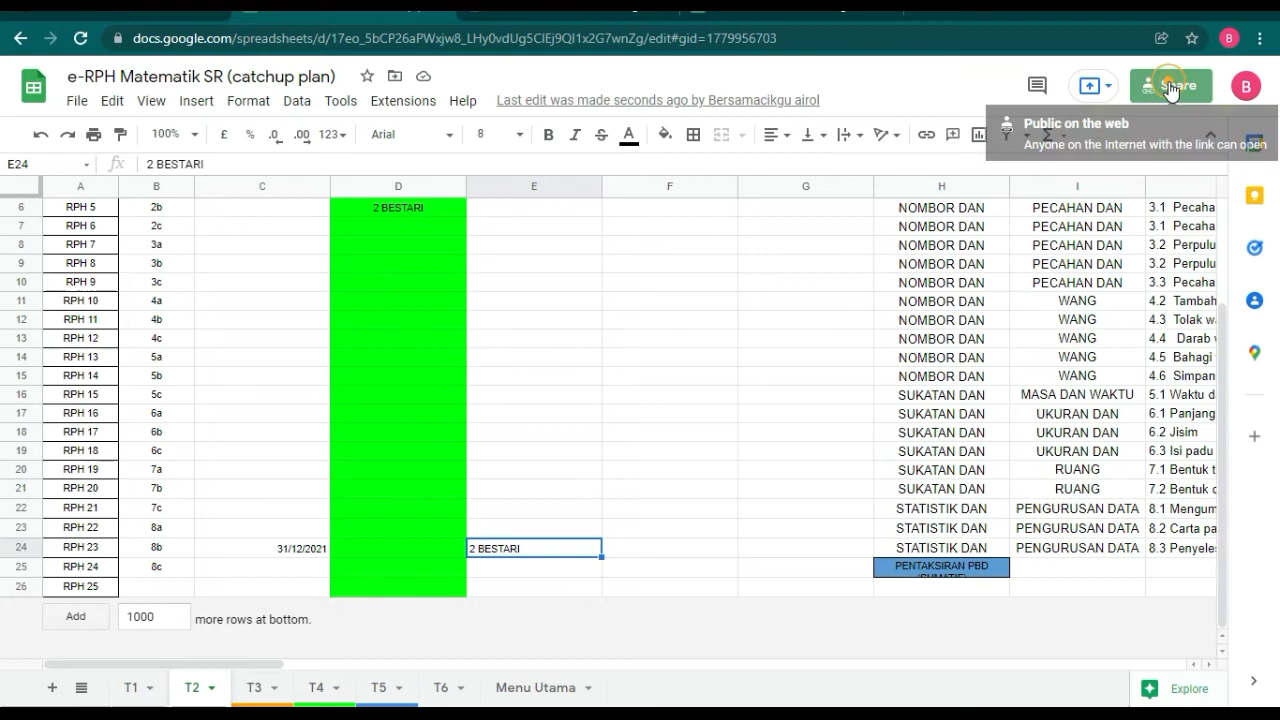 docs.google.com/spreadsheets/d/17eo_5bCP26aPWxjw8_LHy0vdUg5ClEj9QI1x2G7wnZg/edit#gid=1779956703
B
e-RPH Matematik SR (catchup plan)
Share
B
File Edit View Insert Format Data Tools Extensions Help Last edit was made seconds ago by Bersamacikgu airol
Public on the web
Anyone on the Internet with the link can open
100% £ % .0 .00 123 Arial 8 B I S A
E24 fx 2 BESTARI
A B C D E F G H I
6 RPH 5 2b 2 BESTARI NOMBOR DAN PECAHAN DAN 3.1 Pecaha
7 RPH 6 2c NOMBOR DAN PECAHAN DAN 3.1 Pecaha
8 RPH 7 3a NOMBOR DAN PECAHAN DAN 3.2 Perpulu
9 RPH 8 3b NOMBOR DAN PECAHAN DAN 3.2 Perpulu
10 RPH 9 3c NOMBOR DAN PECAHAN DAN 3.3 Pecaha
11 RPH 10 4a NOMBOR DAN WANG 4.2 Tambah
12 RPH 11 4b NOMBOR DAN WANG 4.3 Tolak wa
13 RPH 12 4c NOMBOR DAN WANG 4.4 Darab w
14 RPH 13 5a NOMBOR DAN WANG 4.5 Bahagi
15 RPH 14 5b NOMBOR DAN WANG 4.6 Simpan
16 RPH 15 5c SUKATAN DAN MASA DAN WAKTU 5.1 Waktu d
17 RPH 16 6a SUKATAN DAN UKURAN DAN 6.1 Panjang
18 RPH 17 6b SUKATAN DAN UKURAN DAN 6.2 Jisim
19 RPH 18 6c SUKATAN DAN UKURAN DAN 6.3 Isi padu
20 RPH 19 7a SUKATAN DAN RUANG 7.1 Bentuk t
21 RPH 20 7b SUKATAN DAN RUANG 7.2 Bentuk
22 RPH 21 7c STATISTIK DAN PENGURUSAN DATA 8.1 Mengum
23 RPH 22 8a STATISTIK DAN PENGURUSAN DATA 8.2 Carta pa
24 RPH 23 8b 31/12/2021 2 BESTARI STATISTIK DAN PENGURUSAN DATA 8.3 Penyeles
25 RPH 24 8c PENTAKSIRAN PBD
(SUMATIF)
26 RPH 25
Add 1000 more rows at bottom.
T1 T2 T3 T4 T5 T6 Menu Utama Explore